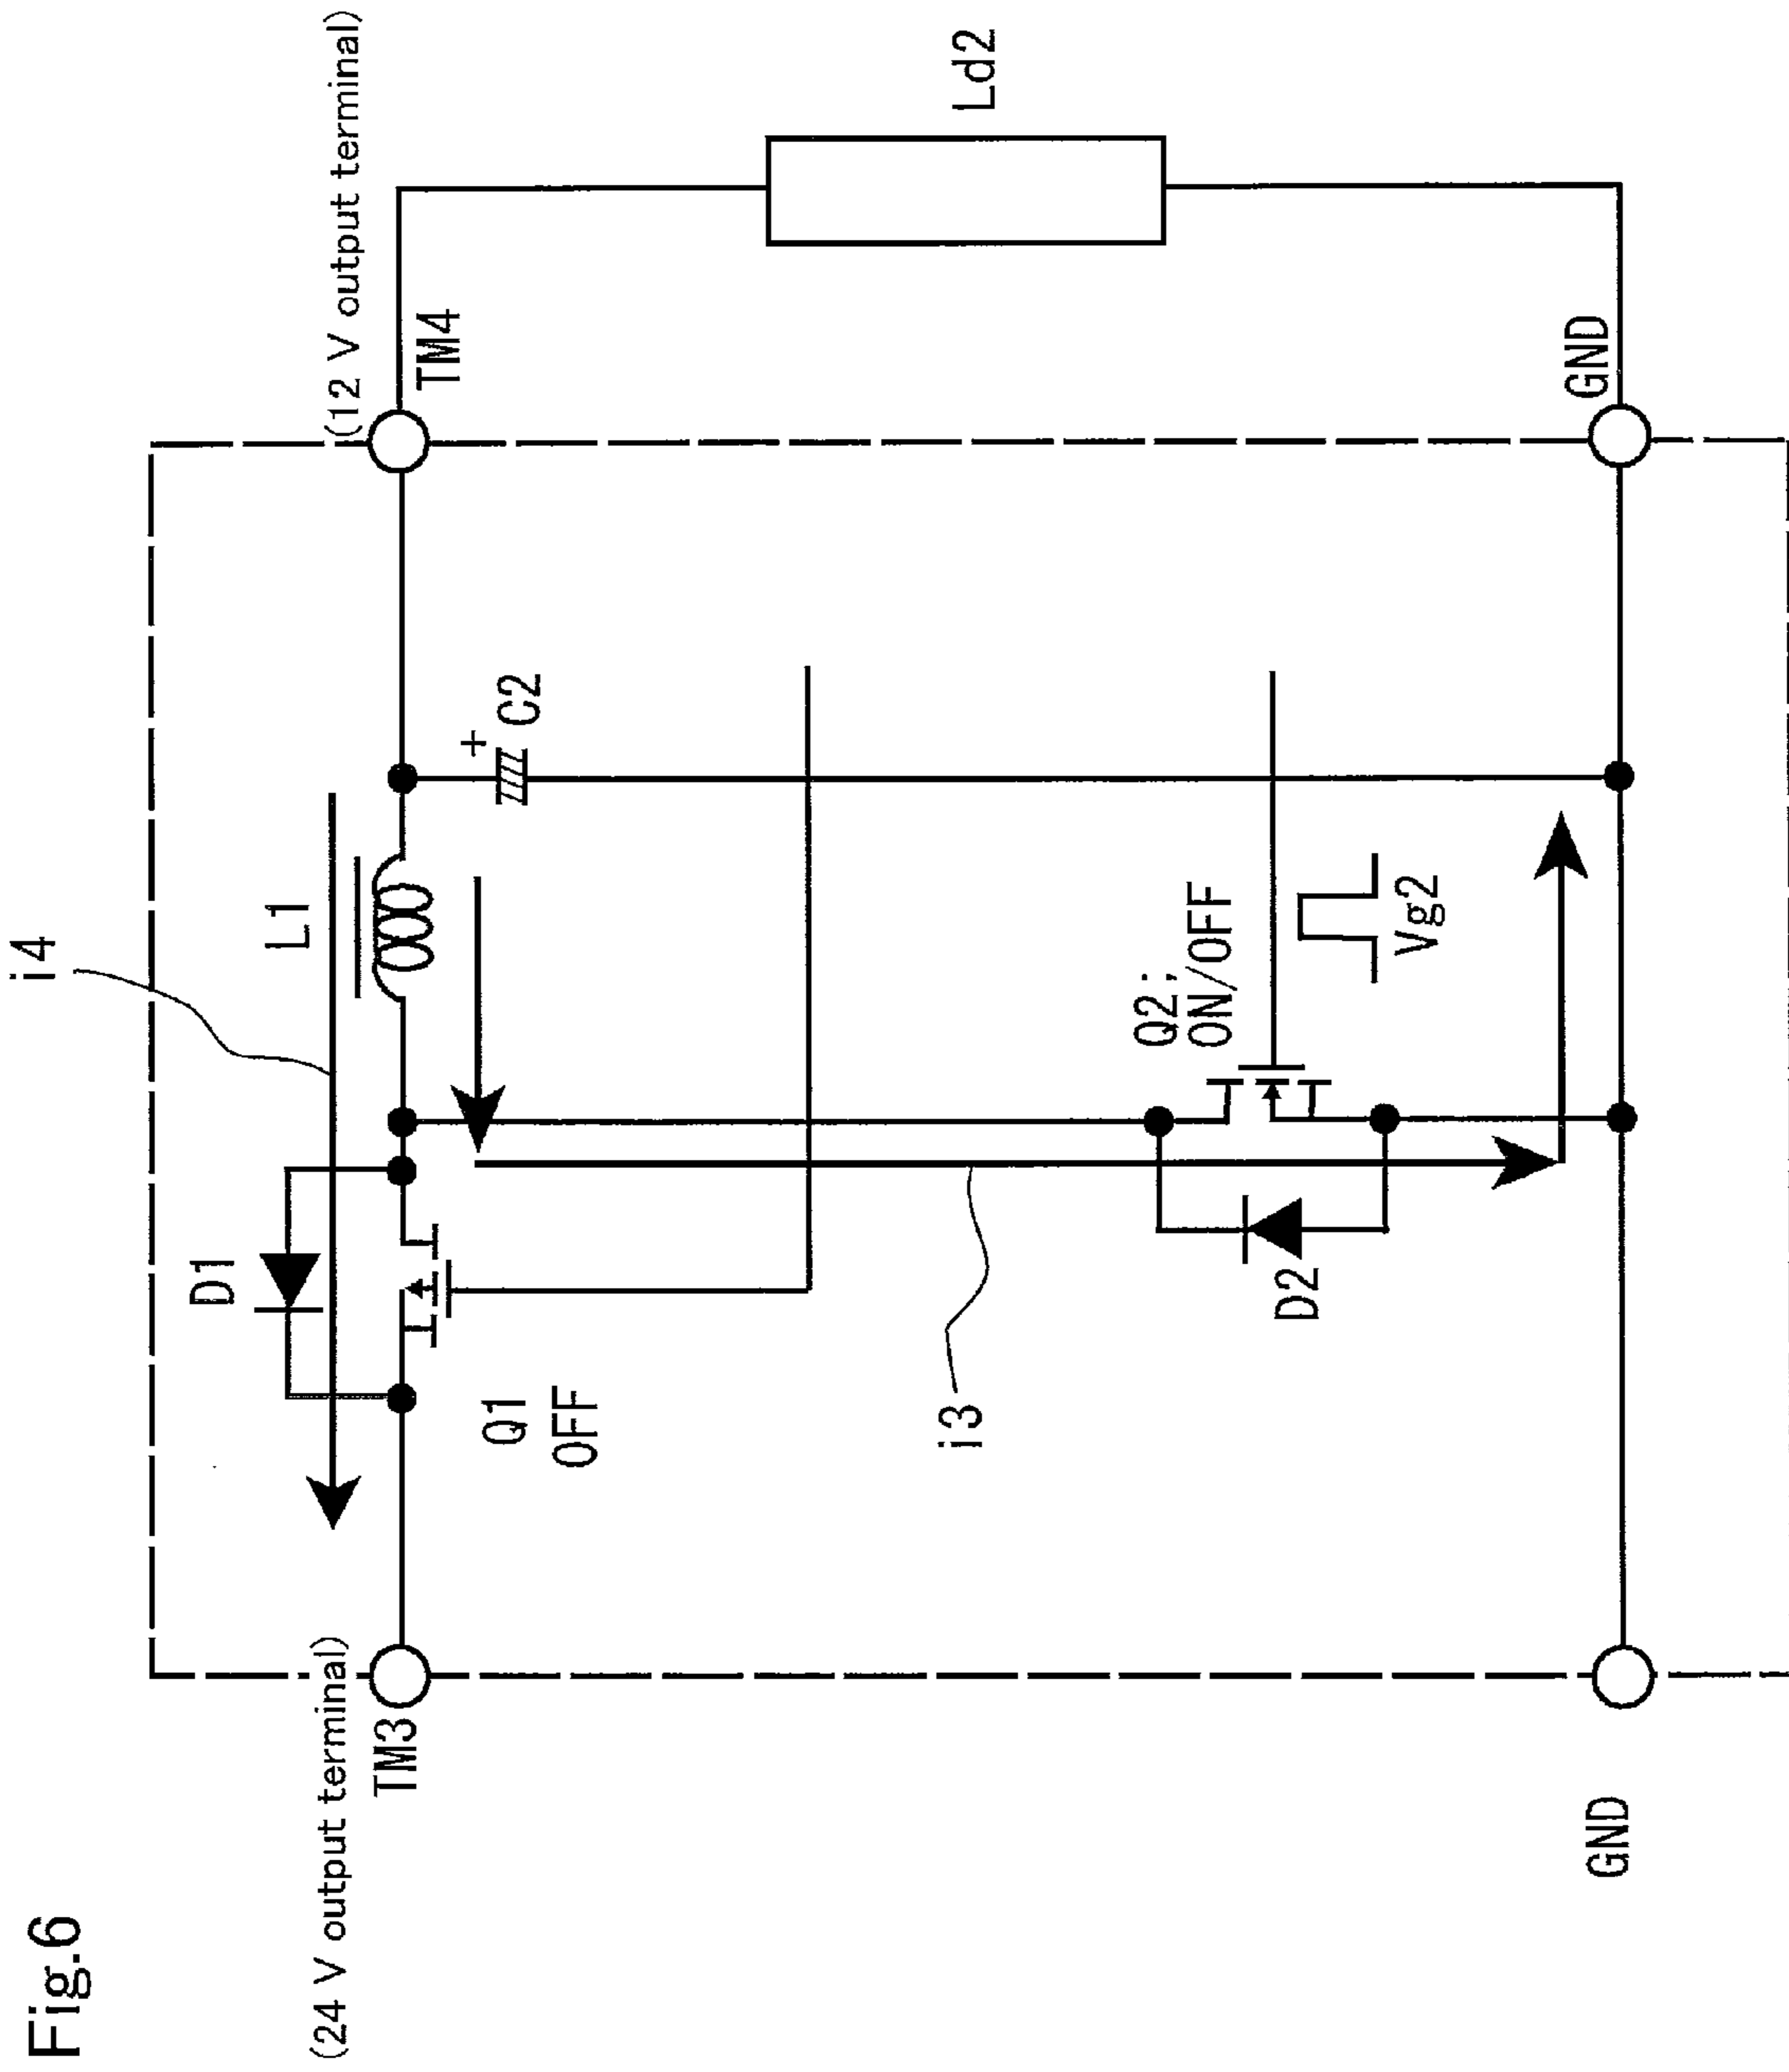 Fig.6
i4
(24 V output terminal)
(12 V output terminal)
TM3
D1
L1
TM4
Q1
OFF
+
C2
i3
Ld2
Q2;
ON/OFF
D2
Vg2
GND
GND